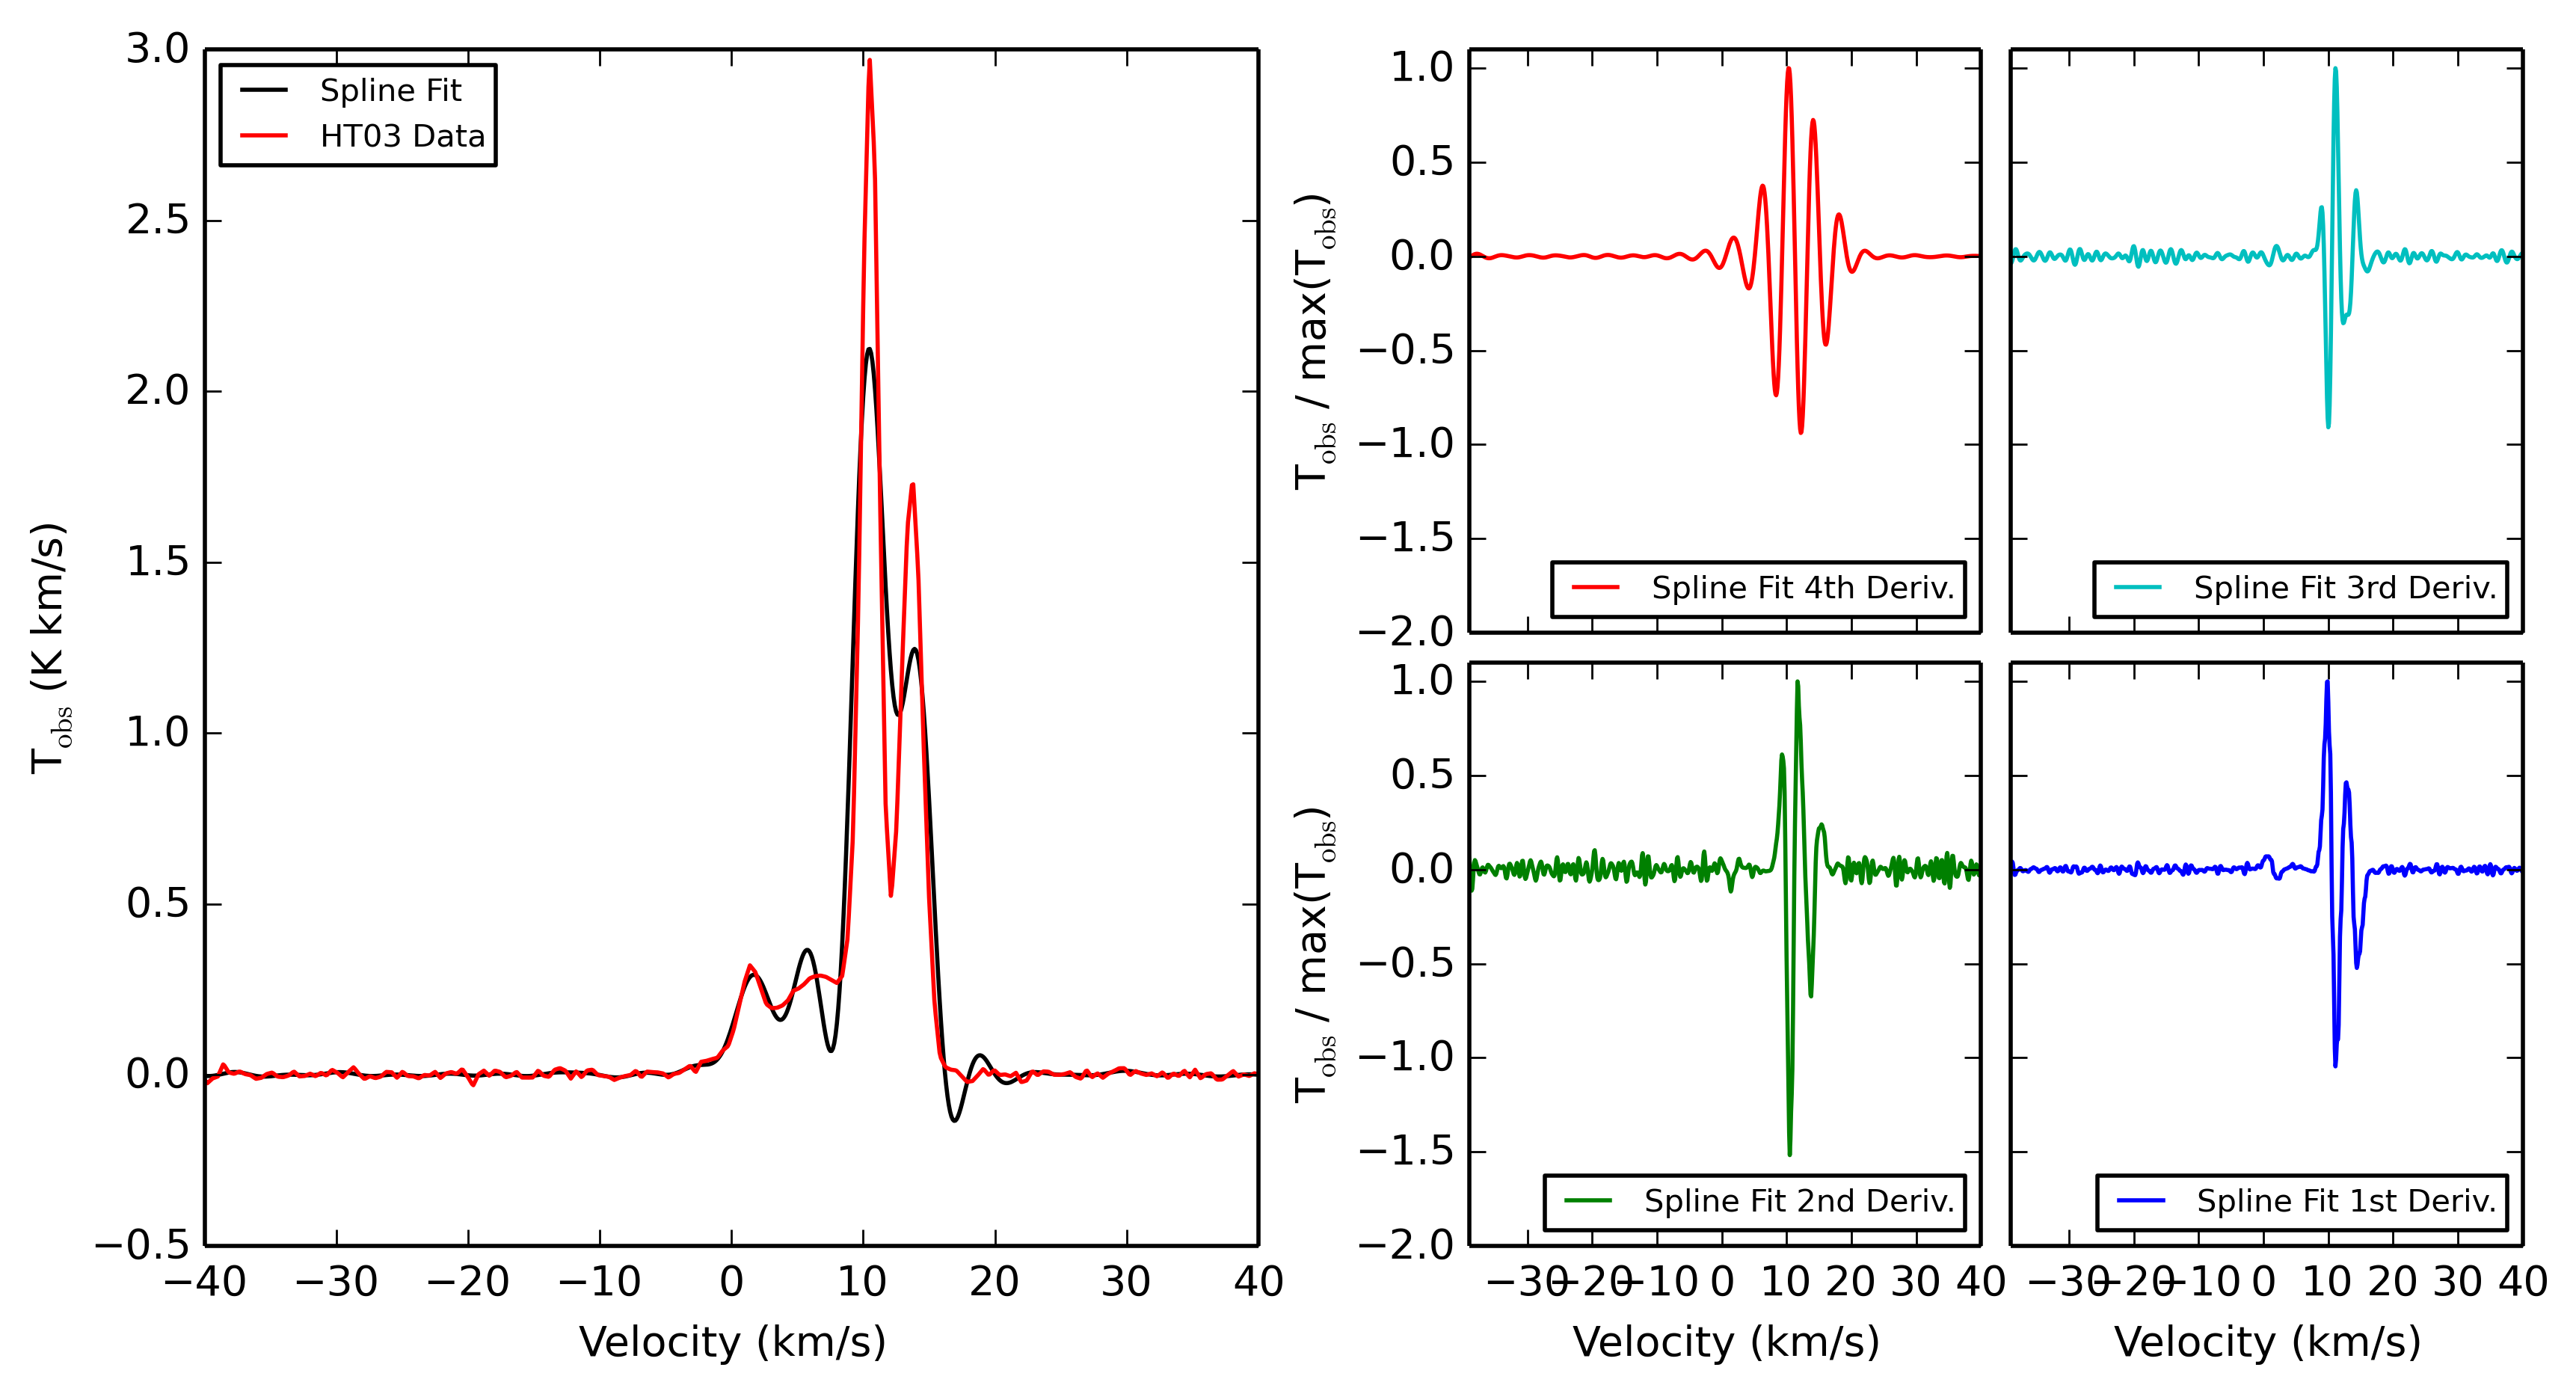 3.0
2.5
2.0
1.5
1.0
0.5
0.0
−0.5
T_obs (K km/s)
Spline Fit
HT03 Data
−40 −30 −20 −10 0 10 20 30 40
Velocity (km/s)
1.0
0.5
0.0
−0.5
−1.0
−1.5
−2.0
T_obs / max(T_obs)
Spline Fit 4th Deriv.
Spline Fit 3rd Deriv.
1.0
0.5
0.0
−0.5
−1.0
−1.5
−2.0
T_obs / max(T_obs)
Spline Fit 2nd Deriv.
−30 −20 −10 0 10 20 30 40
Velocity (km/s)
Spline Fit 1st Deriv.
−30 −20 −10 0 10 20 30 40
Velocity (km/s)